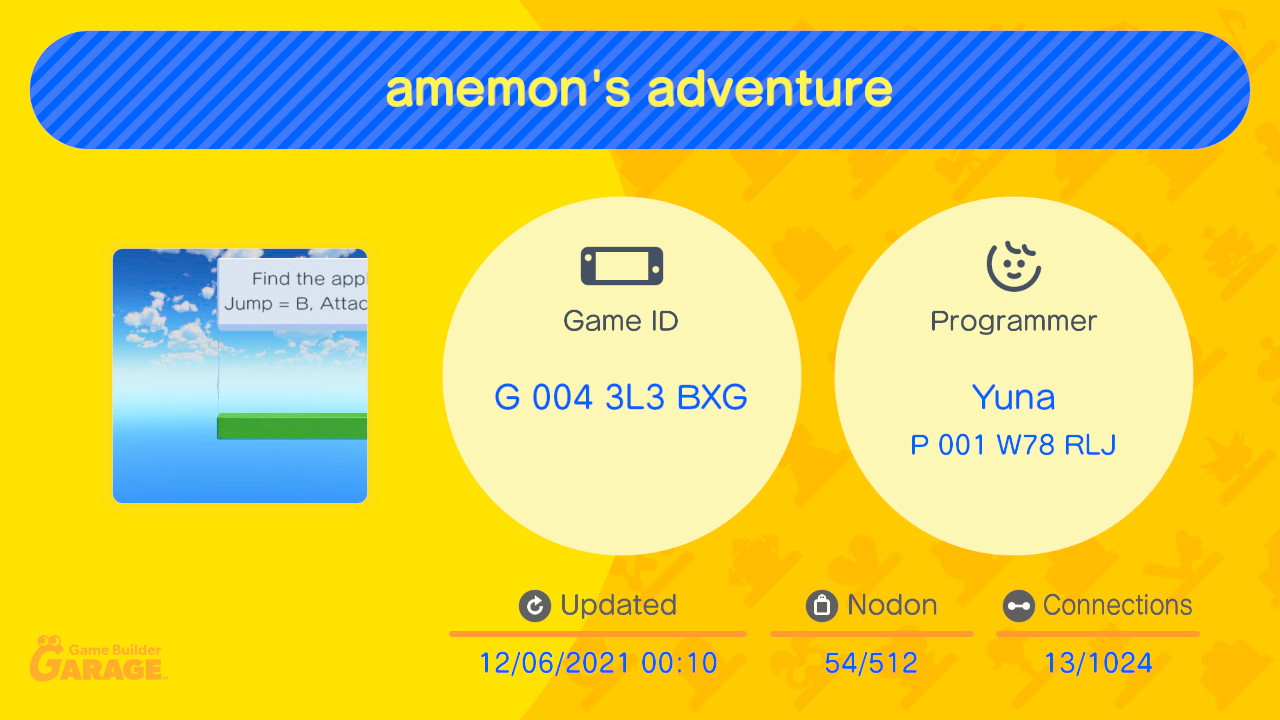 amemon's adventure
Find the appl
Jump = B, Attac
Game ID
G 004 3L3 BXG
Programmer
Yuna
P 001 W78 RLJ
Updated
12/06/2021 00:10
Nodon
54/512
Connections
13/1024
Game Builder
GARAGE